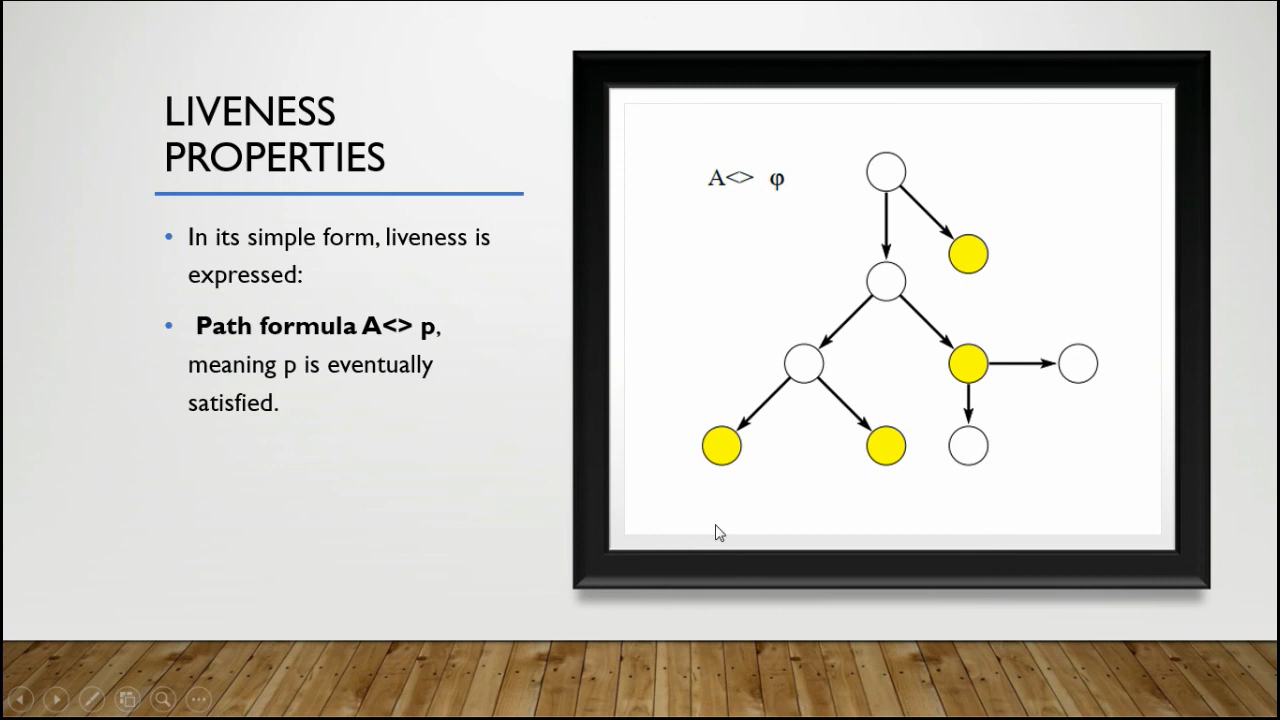 LIVENESS
PROPERTIES
• In its simple form, liveness is
expressed:
• Path formula A<> p,
meaning p is eventually
satisfied.
A<> φ